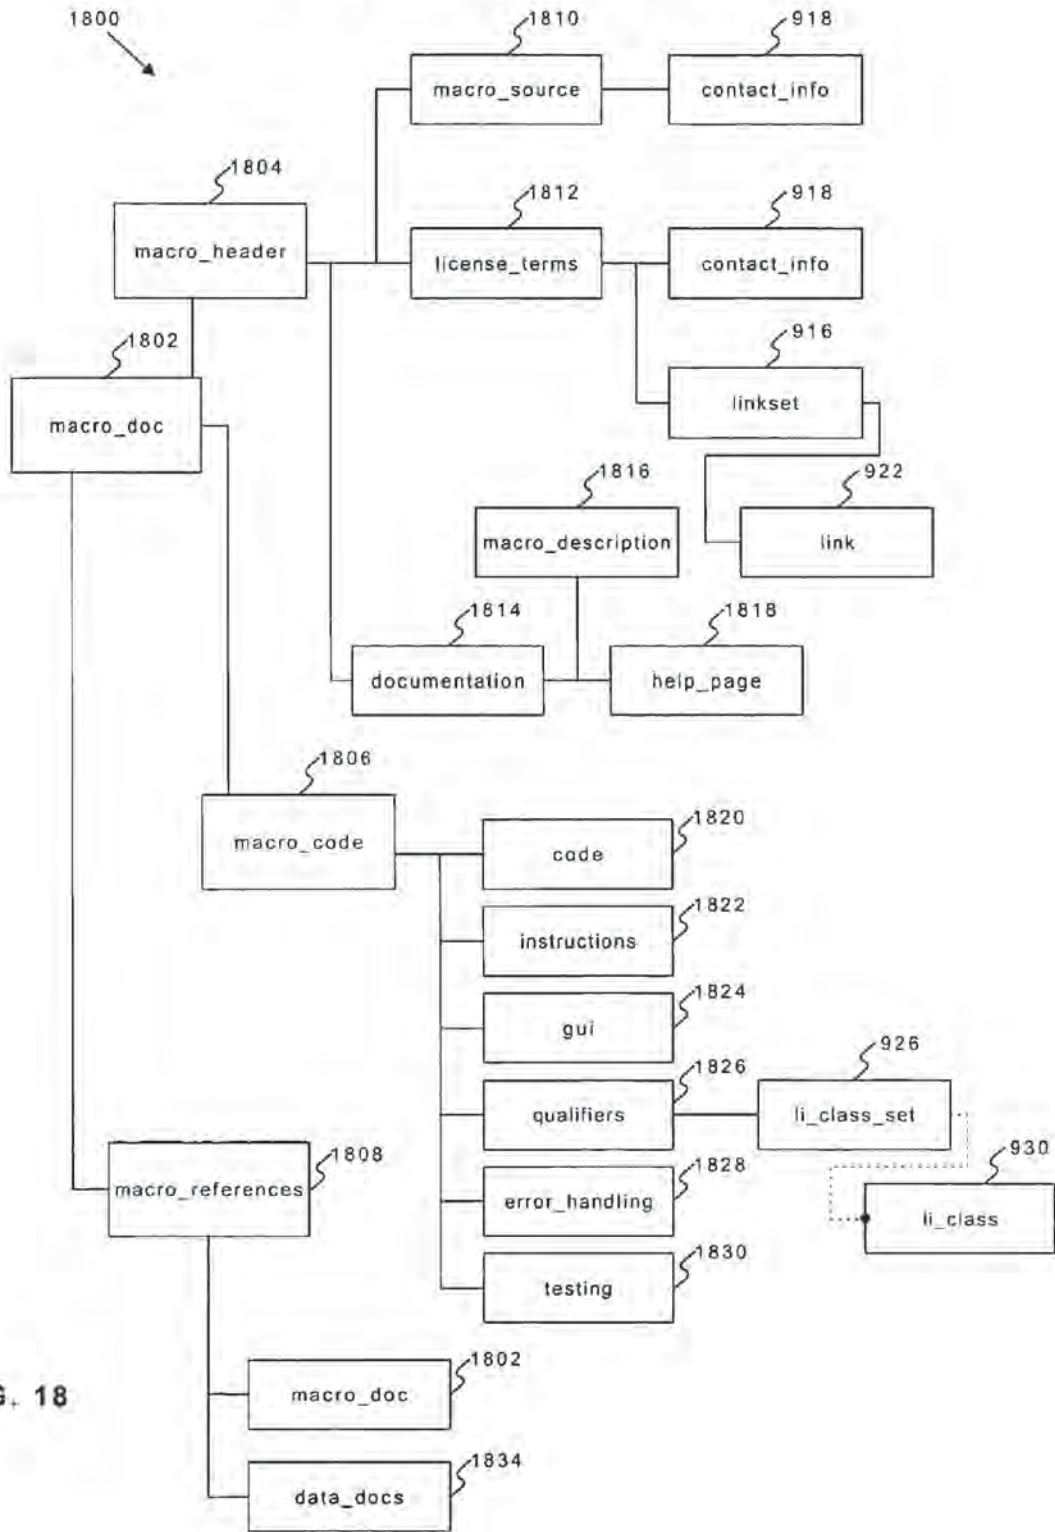 1800
1810
918
macro_source
contact_info
1804
1812
918
macro_header
license_terms
contact_info
1802
916
macro_doc
linkset
1816
922
macro_description
link
1814
1818
documentation
help_page
1806
macro_code
1820
code
1822
instructions
1824
gui
1826
926
qualifiers
li_class_set
1808
1828
930
macro_references
error_handling
li_class
1830
testing
1802
macro_doc
G. 18
1834
data_docs